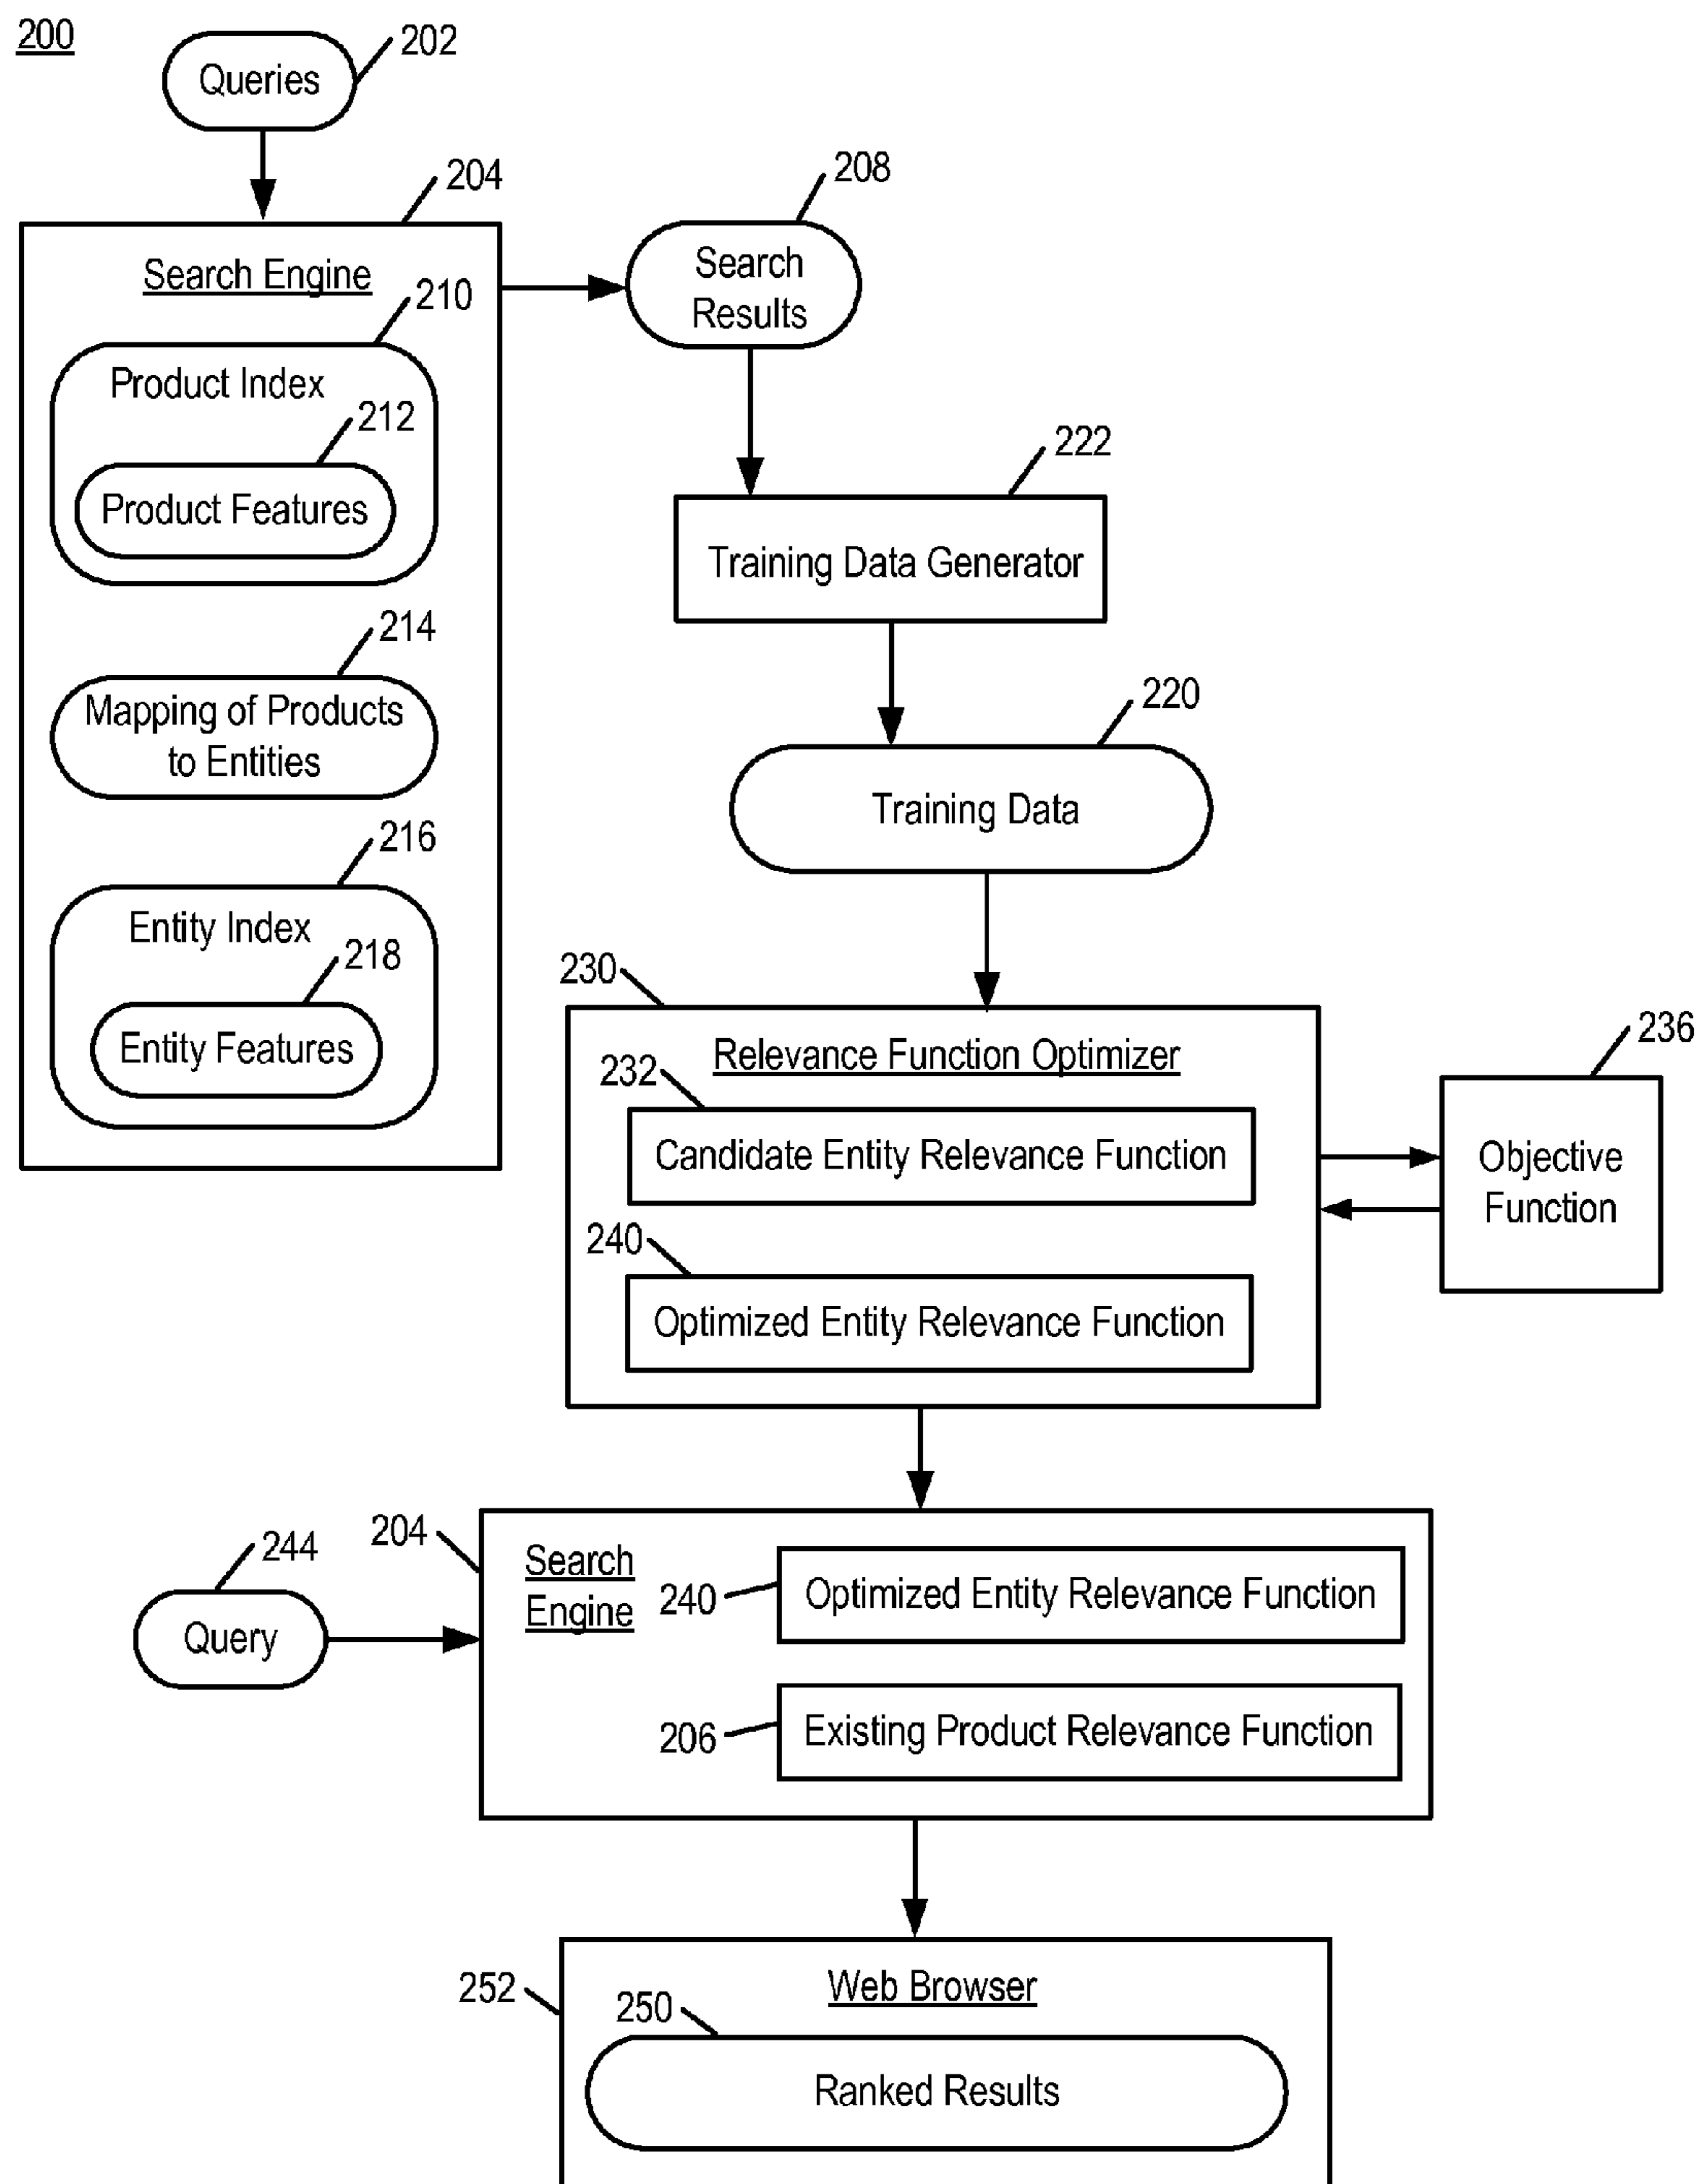 200
202
Queries
204
208
Search Engine
Search
Results
210
Product Index
212
Product Features
222
Training Data Generator
214
Mapping of Products
to Entities
220
Training Data
216
Entity Index
218
Entity Features
230
236
Relevance Function Optimizer
232
Candidate Entity Relevance Function
Objective
Function
240
Optimized Entity Relevance Function
244
204
Query
Search
Engine
240
Optimized Entity Relevance Function
206
Existing Product Relevance Function
252
Web Browser
250
Ranked Results